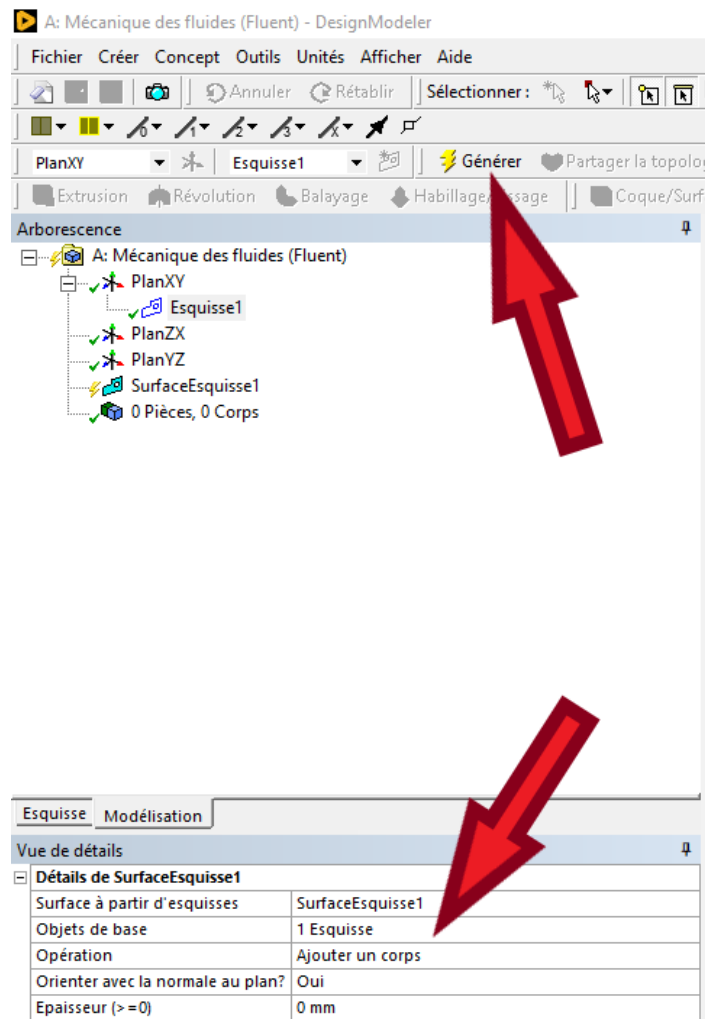 A: Mécanique des fluides (Fluent) - DesignModeler
Fichier Créer Concept Outils Unités Afficher Aide
Annuler Rétablir Sélectionner :
PlanXY Esquisse1 Générer Partager la topolo
Extrusion Révolution Balayage Habillage/ Coque/Surf
Arborescence
A: Mécanique des fluides (Fluent)
PlanXY
Esquisse1
PlanZX
PlanYZ
SurfaceEsquisse1
0 Pièces, 0 Corps
Esquisse Modélisation
Vue de détails
Détails de SurfaceEsquisse1
Surface à partir d'esquisses SurfaceEsquisse1
Objets de base 1 Esquisse
Opération Ajouter un corps
Orienter avec la normale au plan? Oui
Epaisseur (>=0) 0 mm